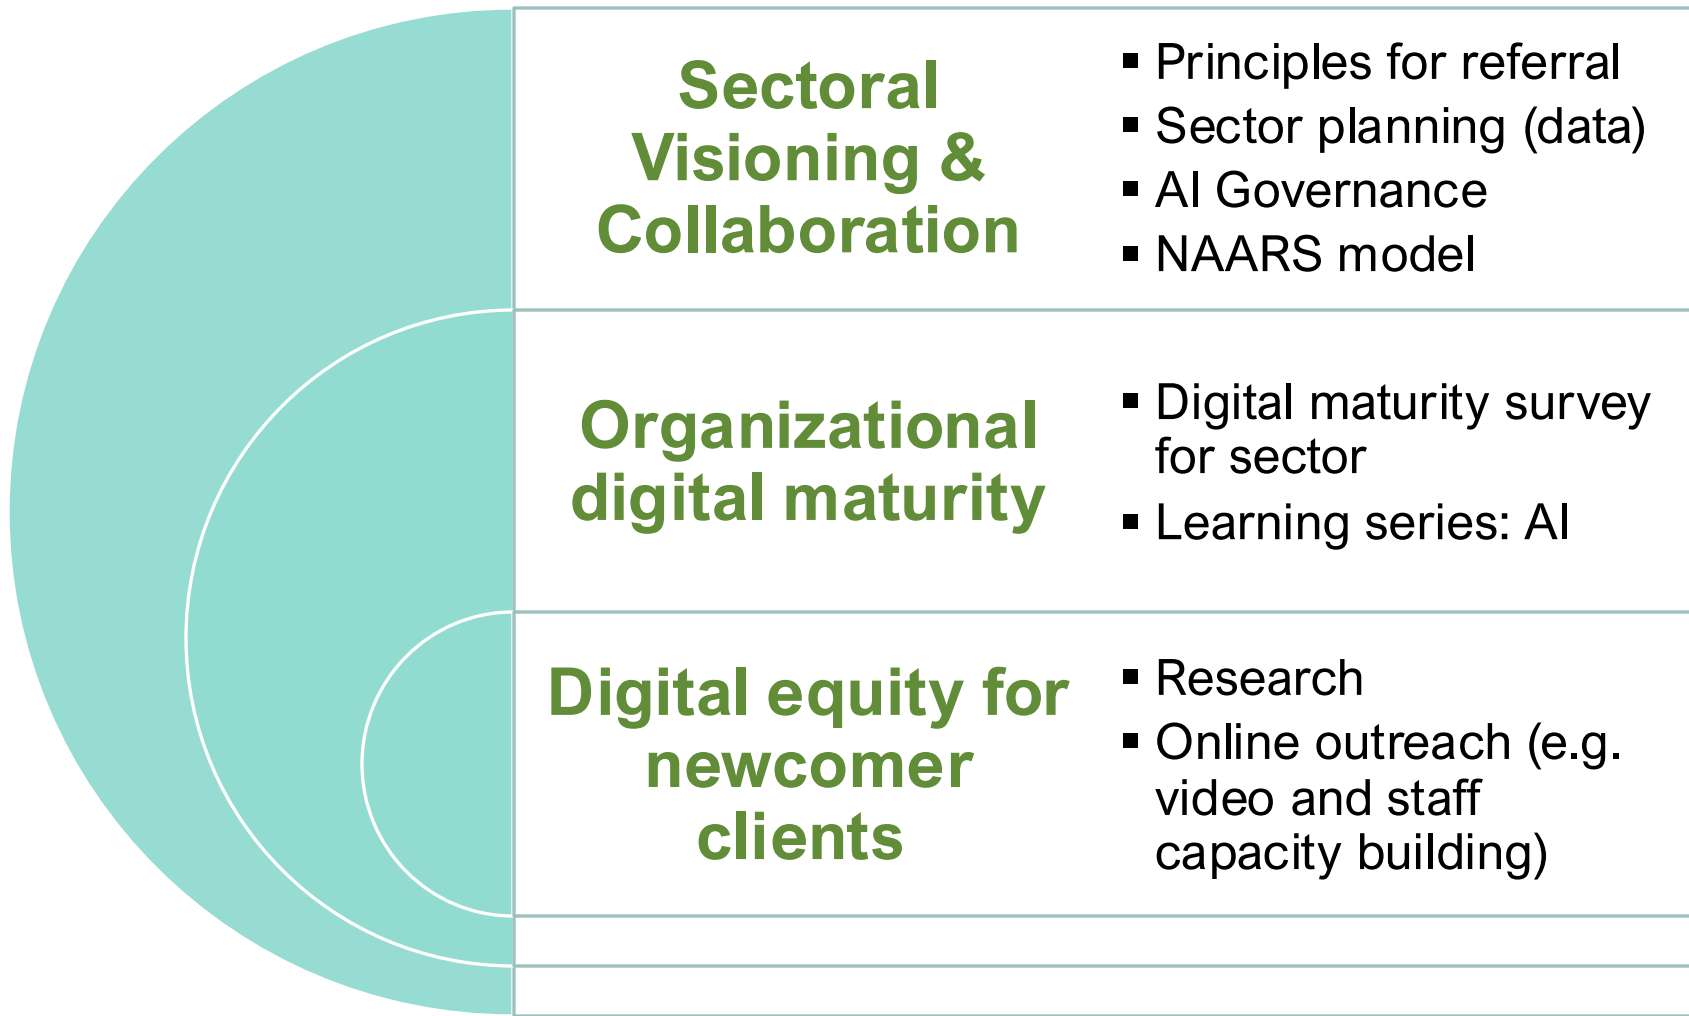 Sectoral
Visioning &
Collaboration
▪ Principles for referral
▪ Sector planning (data)
▪ AI Governance
▪ NAARS model
Organizational
digital maturity
▪ Digital maturity survey
for sector
▪ Learning series: AI
Digital equity for
newcomer
clients
▪ Research
▪ Online outreach (e.g.
video and staff
capacity building)